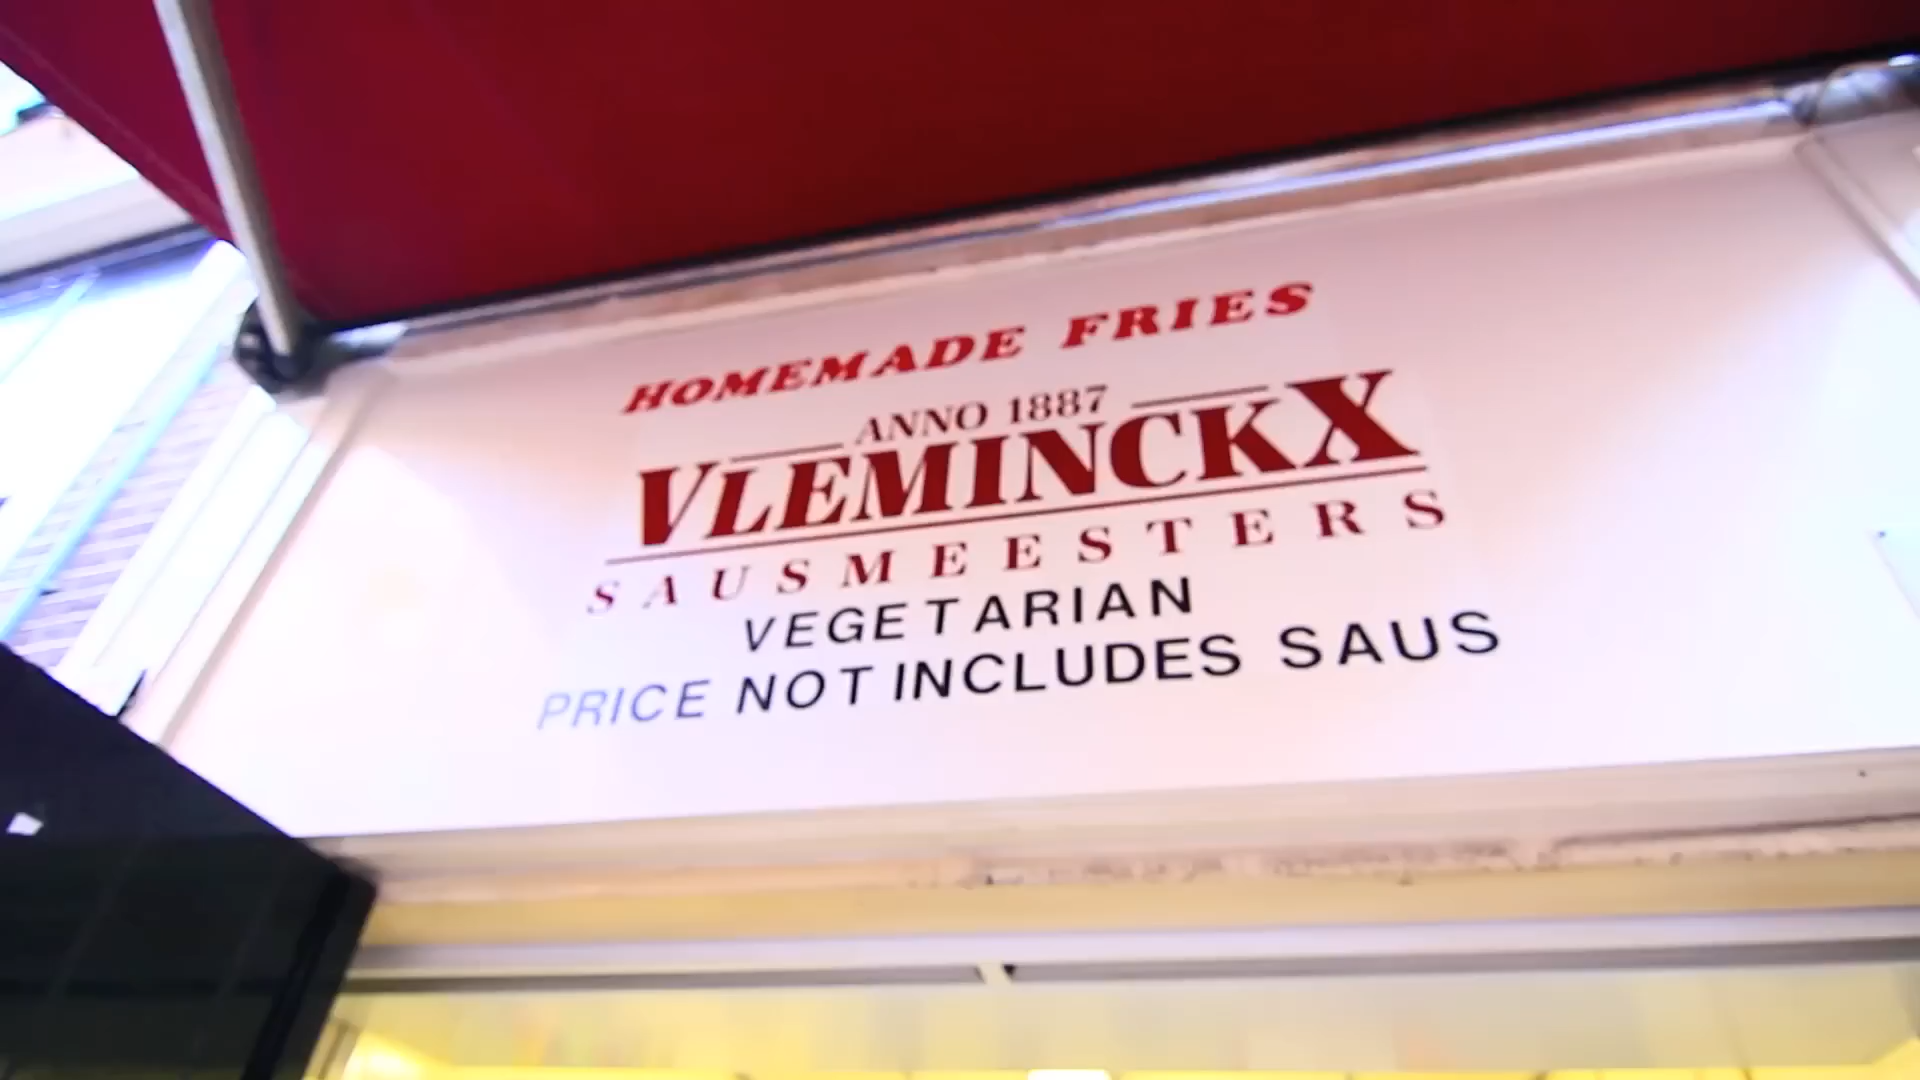 HOMEMADE FRIES
ANNO 1887
VLEMINCKX
SAUSMEESTERS
VEGETARIAN
PRICE NOT INCLUDES SAUS